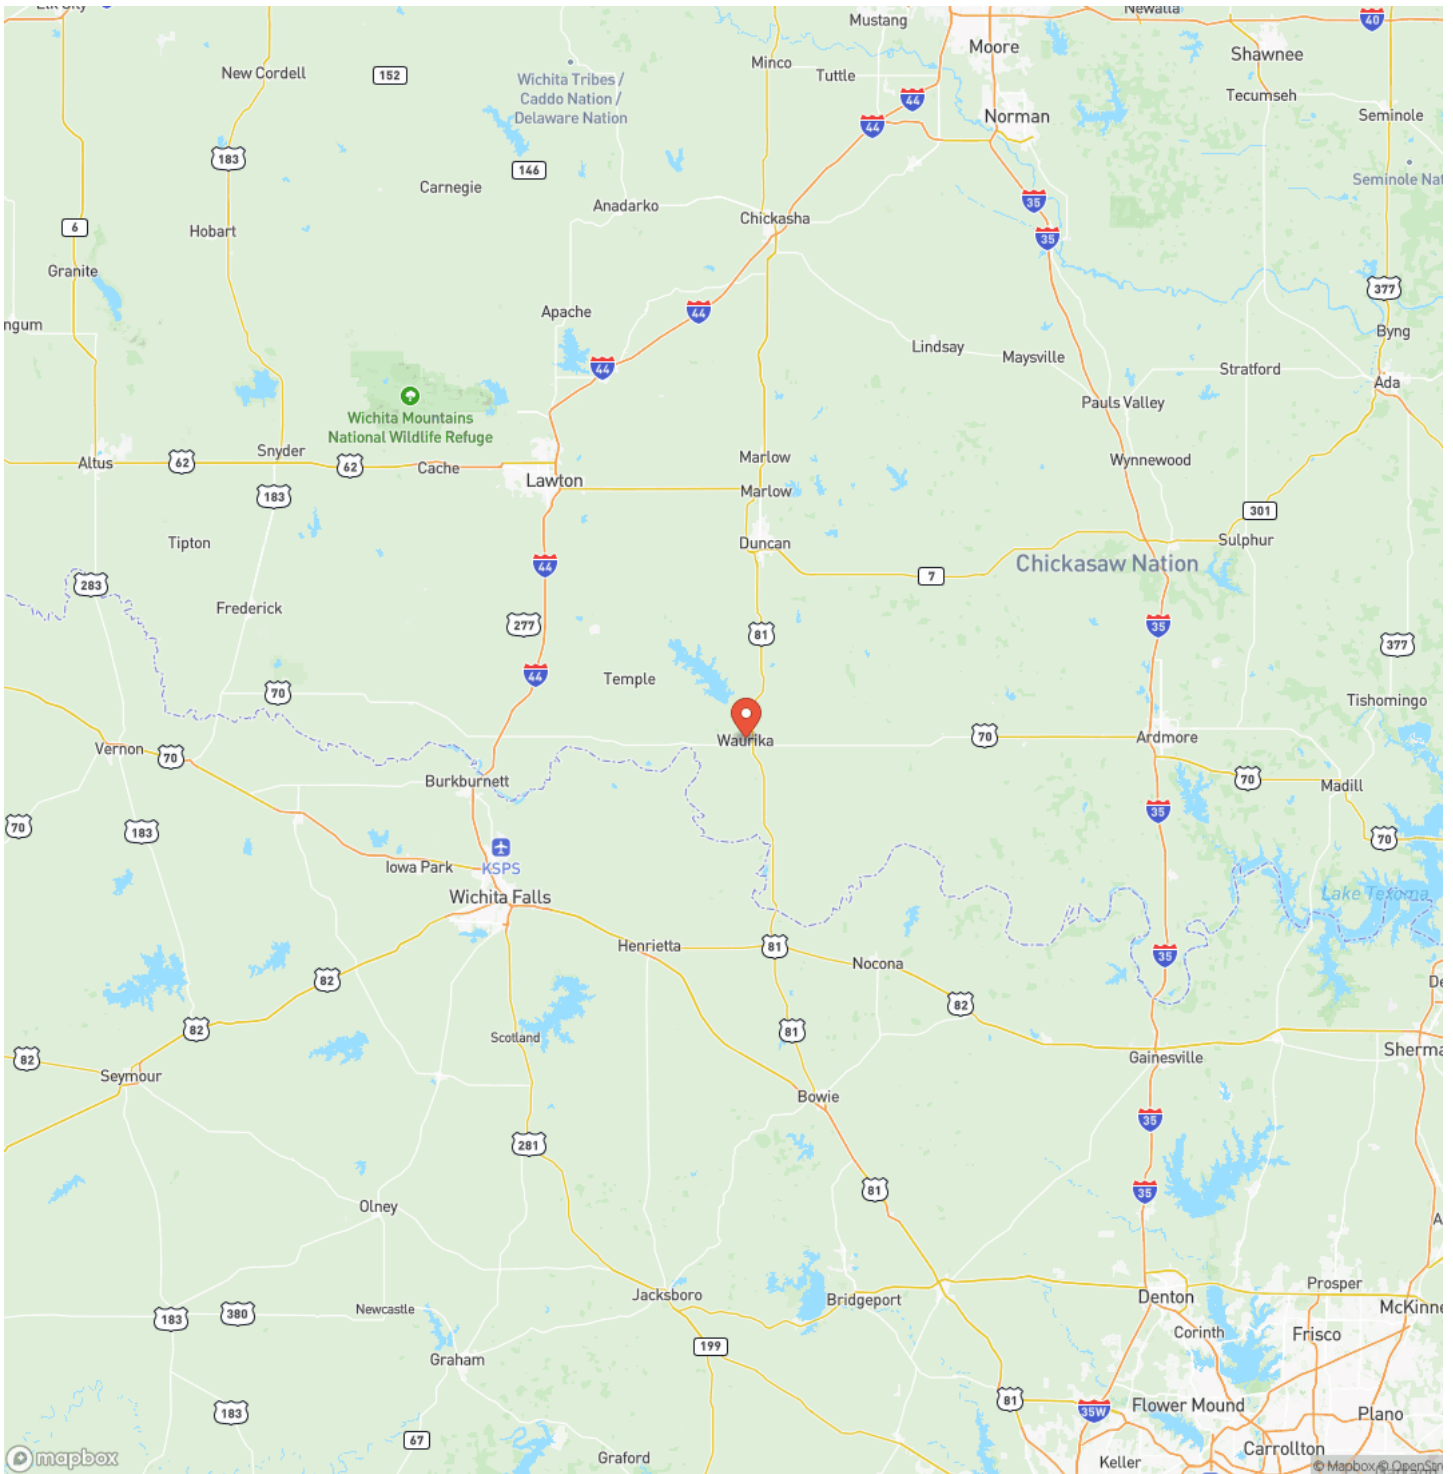 Elk City
Mustang
Newalla
40
Moore
Shawnee
New Cordell
152
Minco
Tuttle
Wichita Tribes /
Caddo Nation /
Delaware Nation
44
Tecumseh
44
Norman
Seminole
183
146
Carnegie
Seminole Nat
Anadarko
35
6
Hobart
Chickasha
35
Granite
377
ngum
Apache
44
Byng
Lindsay
Maysville
44
Stratford
Ada
Wichita Mountains
National Wildlife Refuge
Pauls Valley
Snyder
Marlow
Altus
62
62
Cache
Wynnewood
Lawton
Marlow
183
301
Tipton
Duncan
Sulphur
44
Chickasaw Nation
283
7
Frederick
277
81
35
377
44
Temple
70
Tishomingo
Waurika
70
Ardmore
Vernon
70
Burkburnett
70
Madill
35
70
183
70
KSPS
Iowa Park
Wichita Falls
Lake Texoma
Henrietta
81
35
Nocona
82
De
82
82
Scotland
81
82
Gainesville
Sherma
Seymour
Bowie
35
281
81
35
Olney
A
Jacksboro
Bridgeport
Denton
Prosper
183
380
Newcastle
McKinne
Corinth
Frisco
Graham
199
183
81
35W
Flower Mound
Plano
67
Carrollton
mapbox
Graford
Keller
© Mapbox © OpenStr